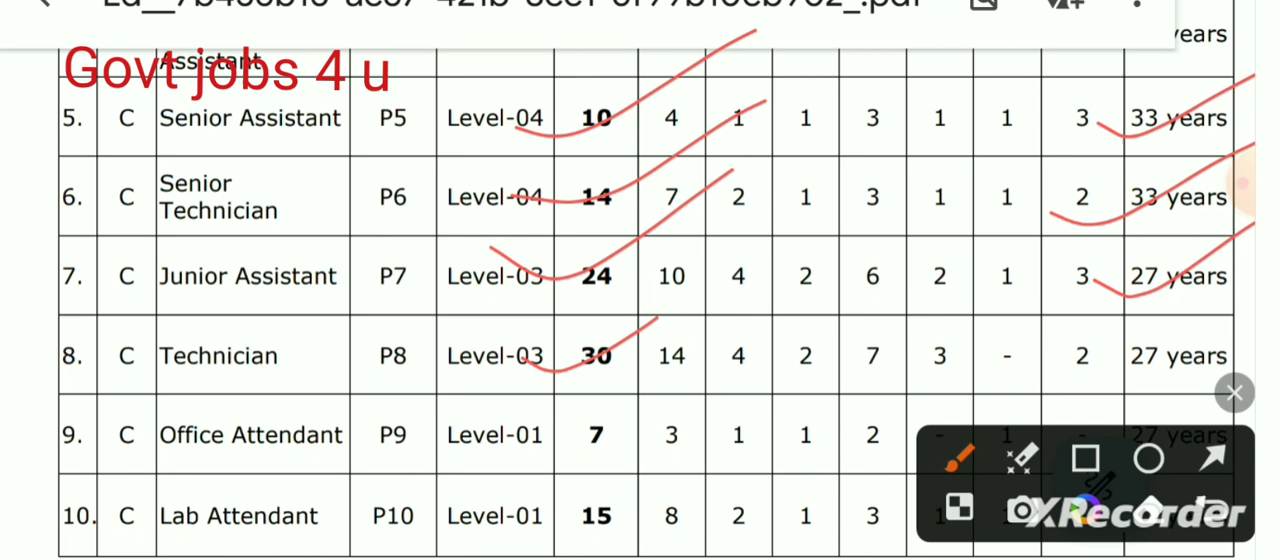 years
Assistant
Govt jobs 4 u
5. C Senior Assistant P5 Level-04 10 4 1 1 3 1 1 3 33 years
6. C Senior Technician P6 Level-04 14 7 2 1 3 1 1 2 33 years
7. C Junior Assistant P7 Level-03 24 10 4 2 6 2 1 3 27 years
8. C Technician P8 Level-03 30 14 4 2 7 3 - 2 27 years
9. C Office Attendant P9 Level-01 7 3 1 1 2 - 1 - 27 years
10. C Lab Attendant P10 Level-01 15 8 2 1 3 1
XRecorder